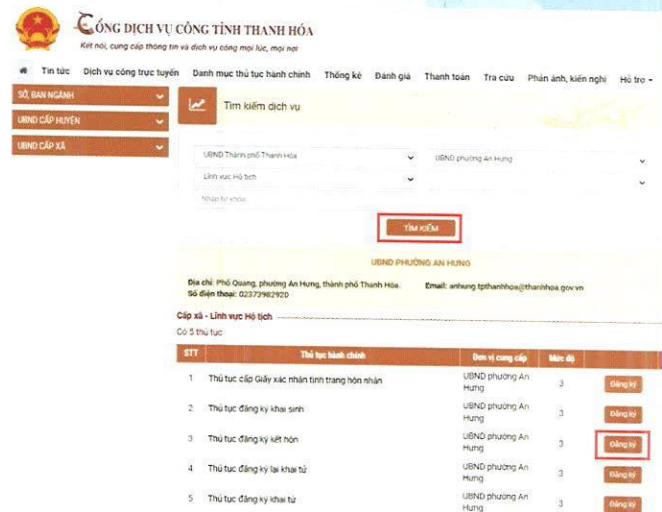 CỔNG DỊCH VỤ CÔNG TỈNH THANH HÓA
Kết nối, cung cấp thông tin và dịch vụ công mọi lúc, mọi nơi
Tin tức Dịch vụ công trực tuyến Danh mục thủ tục hành chính Thống kê Đánh giá Thanh toán Tra cứu Phản ánh, kiến nghị Hỗ trợ
SỞ, BAN NGÀNH
UBND CẤP HUYỆN
UBND CẤP XÃ
Tìm kiếm dịch vụ
UBND Thành phố Thanh Hóa UBND phường An Hưng
Lĩnh vực Hộ tịch
Nhập từ khóa
TÌM KIẾM
UBND PHƯỜNG AN HƯNG
Địa chỉ: Phố Quang, phường An Hưng, thành phố Thanh Hóa. Email: anhung.tpthanhhoa@thanhhoa.gov.vn
Số điện thoại: 02373982920
Cấp xã - Lĩnh vực Hộ tịch
Có 5 thủ tục
STT Thủ tục hành chính Đơn vị cung cấp Mức độ
1 Thủ tục cấp Giấy xác nhận tình trạng hôn nhân UBND phường An Hưng 3 Đăng ký
2 Thủ tục đăng ký khai sinh UBND phường An Hưng 3 Đăng ký
3 Thủ tục đăng ký kết hôn UBND phường An Hưng 3 Đăng ký
4 Thủ tục đăng ký lại khai tử UBND phường An Hưng 3 Đăng ký
5 Thủ tục đăng ký khai tử UBND phường An Hưng 3 Đăng ký